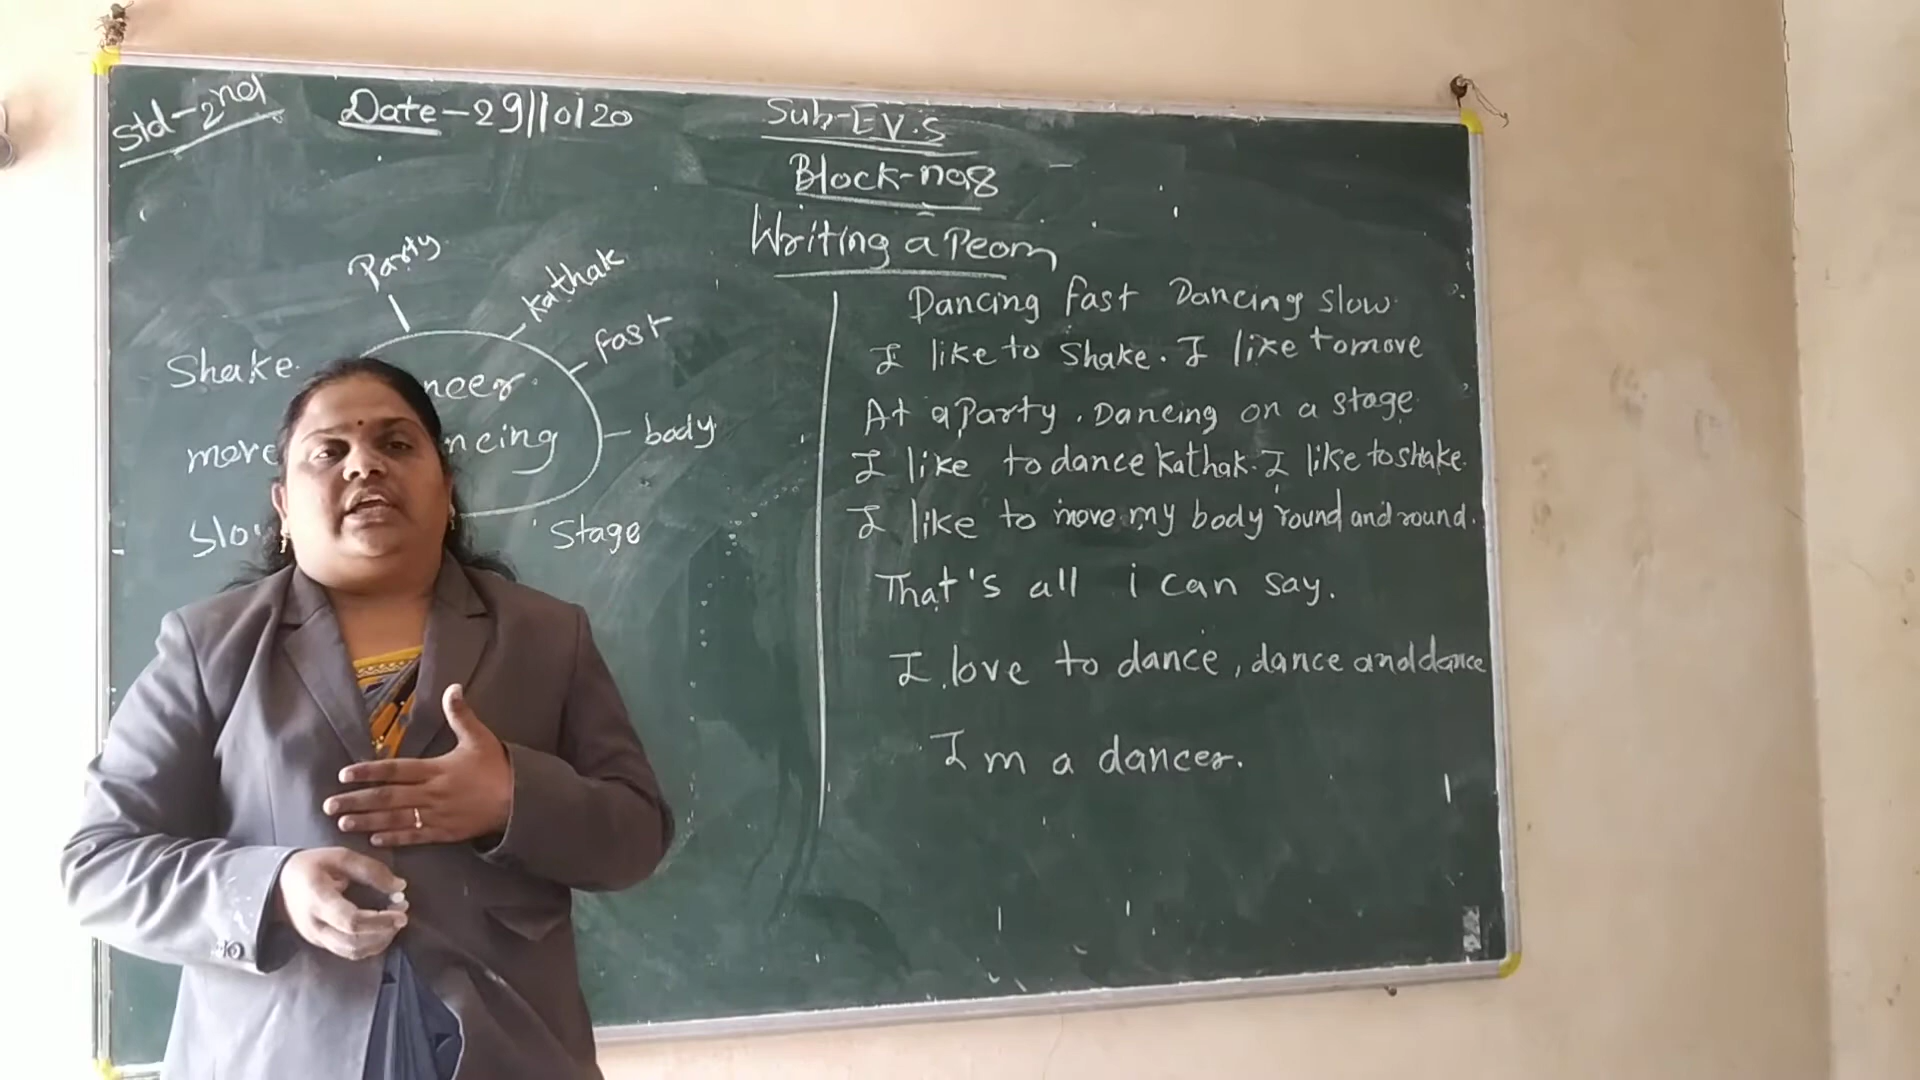 Std-2nd Date-29/10/20 Sub-E.V.S
Block-no8
Writing a Peom
Party
Kathak
fast
Shake.
body
move
ncing
Stage
Dancing fast Dancing slow.
I like to Shake. I like to move
At a Party. Dancing on a stage
I like to dance Kathak. I like to shake.
I like to move my body round and round.
That's all i can say.
I love to dance, dance and dance
I m a dancer.